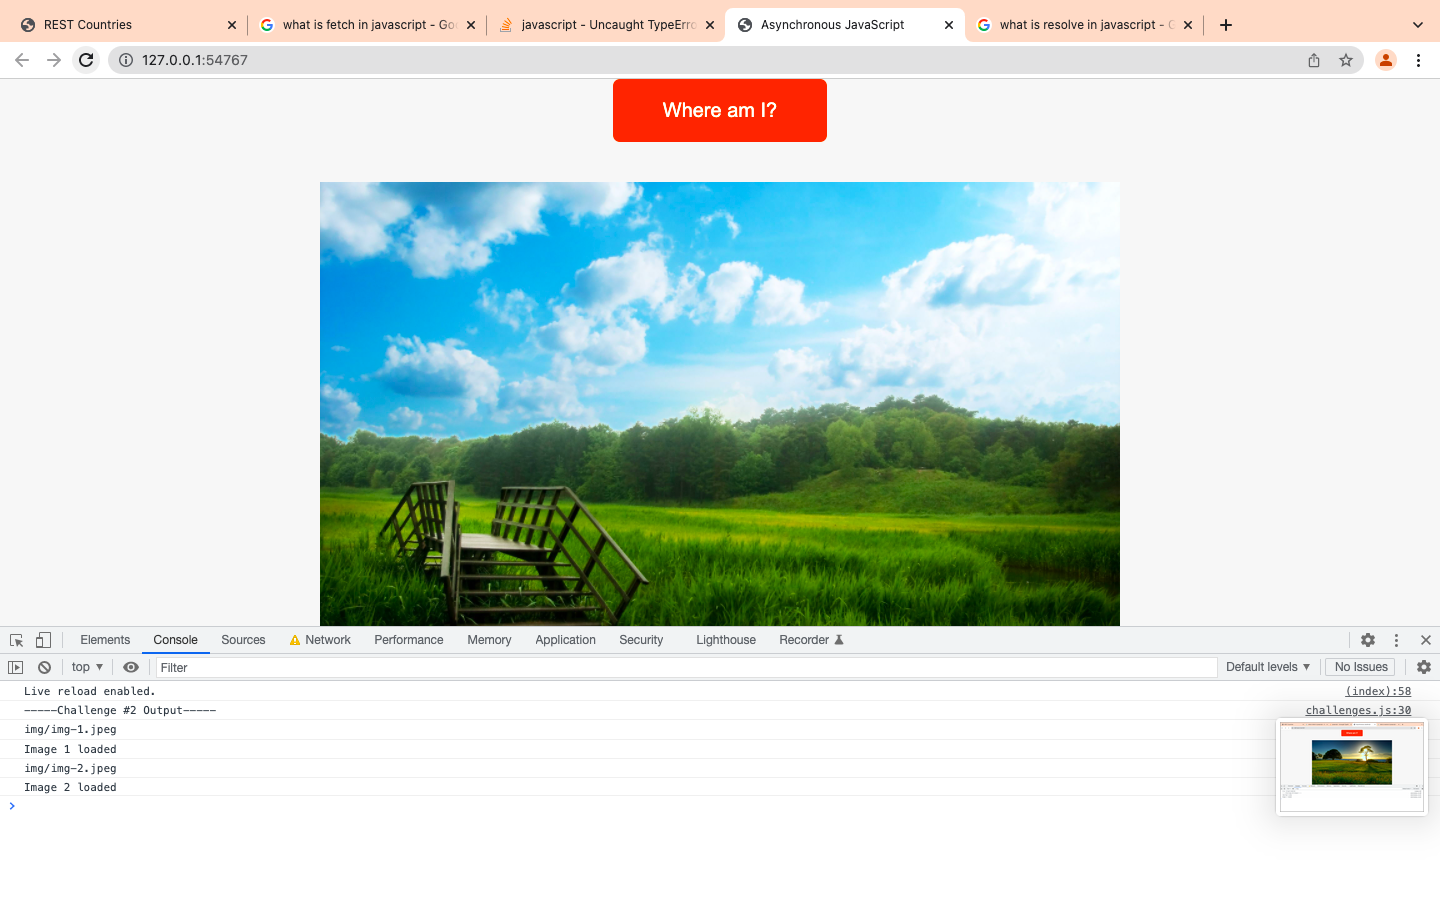 REST Countries
what is fetch in javascript - Goo
javascript - Uncaught TypeErro
Asynchronous JavaScript
what is resolve in javascript - G
127.0.0.1:54767
Where am I?
Elements Console Sources Network Performance Memory Application Security Lighthouse Recorder
top ▼ Filter Default levels ▼ No Issues
Live reload enabled. (index):58
-----Challenge #2 Output----- challenges.js:30
img/img-1.jpeg
Image 1 loaded
img/img-2.jpeg
Image 2 loaded